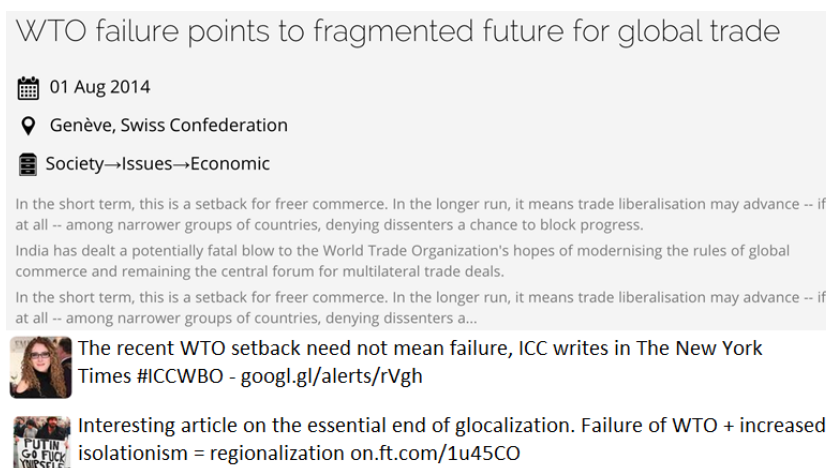 WTO failure points to fragmented future for global trade
01 Aug 2014
Genève, Swiss Confederation
Society→Issues→Economic
In the short term, this is a setback for freer commerce. In the longer run, it means trade liberalisation may advance -- if
at all -- among narrower groups of countries, denying dissenters a chance to block progress.
India has dealt a potentially fatal blow to the World Trade Organization's hopes of modernising the rules of global
commerce and remaining the central forum for multilateral trade deals.
In the short term, this is a setback for freer commerce. In the longer run, it means trade liberalisation may advance -- if
at all -- among narrower groups of countries, denying dissenters a...
The recent WTO setback need not mean failure, ICC writes in The New York
Times #ICCWBO - googl.gl/alerts/rVgh
Interesting article on the essential end of glocalization. Failure of WTO + increased
isolationism = regionalization on.ft.com/1u45CO
PUTIN
GO FUCK
YOURSELF